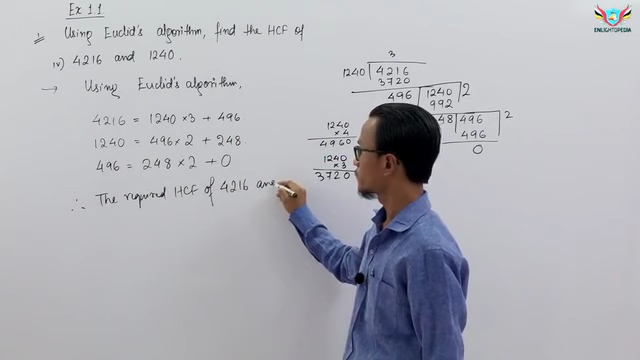 Ex 1.1
i. Using Euclid's algorithm, find the HCF of
iv) 4216 and 1240.
→ Using Euclid's algorithm,
4216 = 1240 × 3 + 496
1240 = 496 × 2 + 248
496 = 248 × 2 + 0
∴ The required HCF of 4216 and
3
1240 4216
3720
496 1240 2
992
48 496 2
496
0
1240
× 4
4960
1240
× 3
3720
ENLIGHTOPEDIA